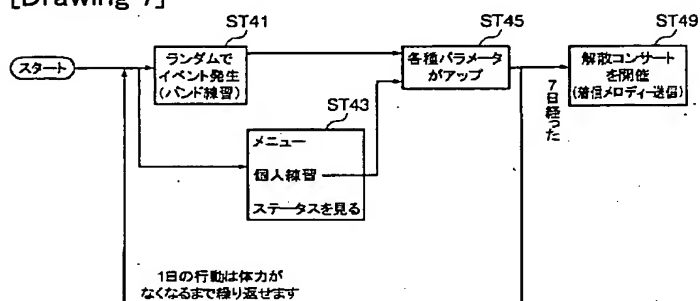 [Drawing 7]
ST41
ST45
ST49
スタート
ランダムで
イベント発生
(バンド練習)
各種パラメータ
がアップ
解散コンサート
を開催
(着信メロディー送信)
7日経った
ST43
メニュー
個人練習
ステータスを見る
1日の行動は体力が
なくなるまで繰り返せます